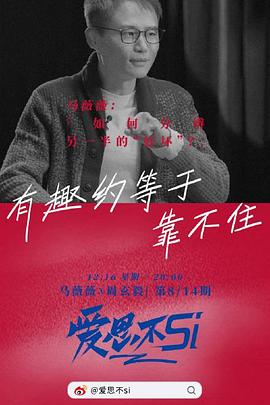 马薇薇：
“如何分辨
另一半的“好坏”？”
有趣约等于
靠不住
12.16 星期一 20:00
马薇薇x周玄毅 | 第8/14期
爱思不Si
@爱思不si